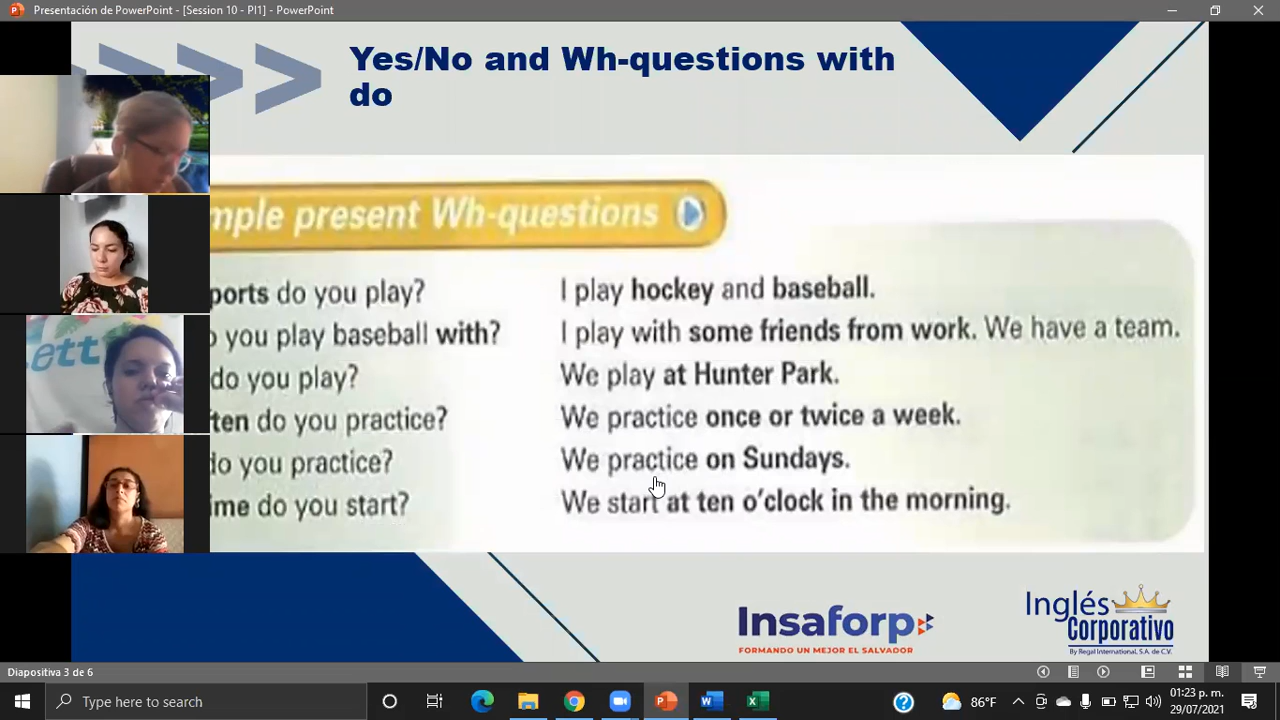 Presentación de PowerPoint - [Session 10 - PI1] - PowerPoint
Yes/No and Wh-questions with
do
mple present Wh-questions
ports do you play? I play hockey and baseball.
o you play baseball with? I play with some friends from work. We have a team.
do you play? We play at Hunter Park.
ten do you practice? We practice once or twice a week.
do you practice? We practice on Sundays.
ime do you start? We start at ten o'clock in the morning.
Insaforp
FORMANDO UN MEJOR EL SALVADOR
Inglés
Corporativo
By Regal International, S.A. de C.V.
Diapositiva 3 de 6
Type here to search
86°F
01:23 p. m.
29/07/2021